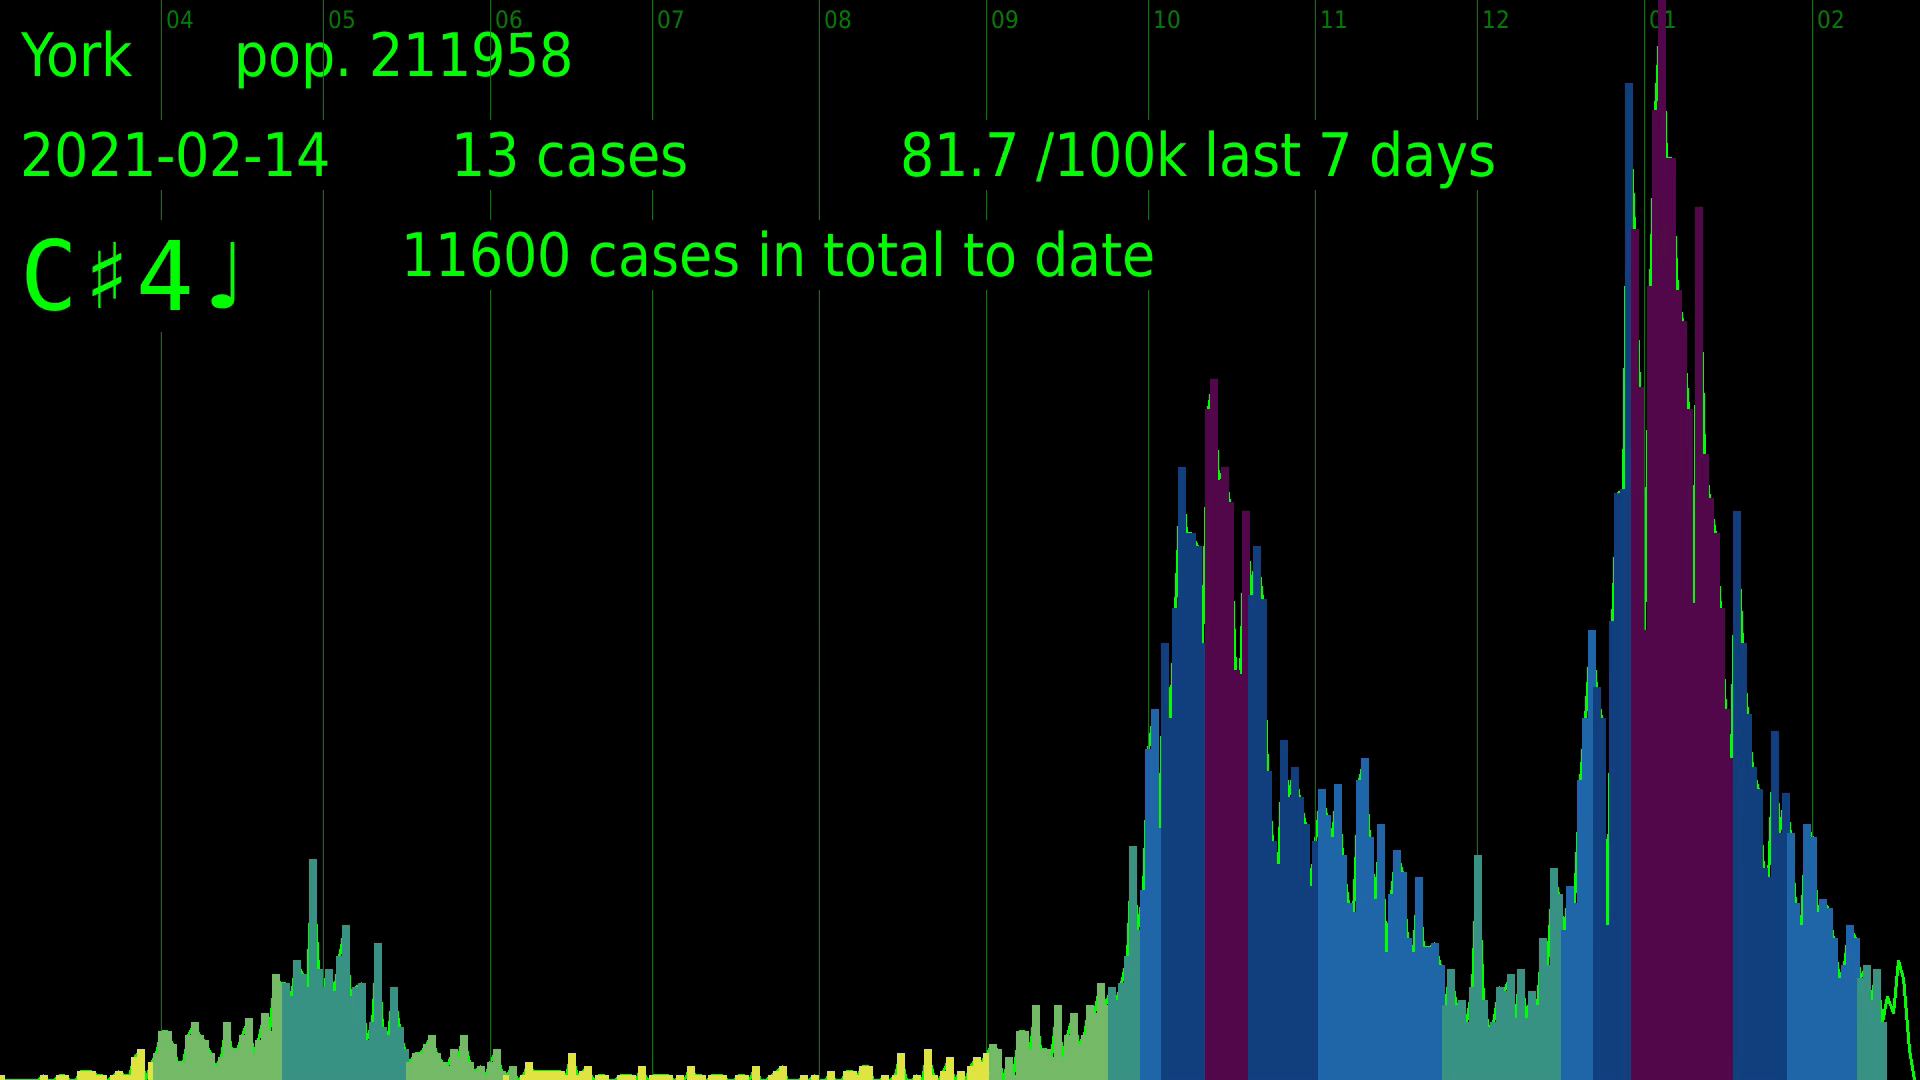 04 05 06 07 08 09 10 11 12 01 02
York pop. 211958
2021-02-14 13 cases 81.7 /100k last 7 days
C♯4♩ 11600 cases in total to date